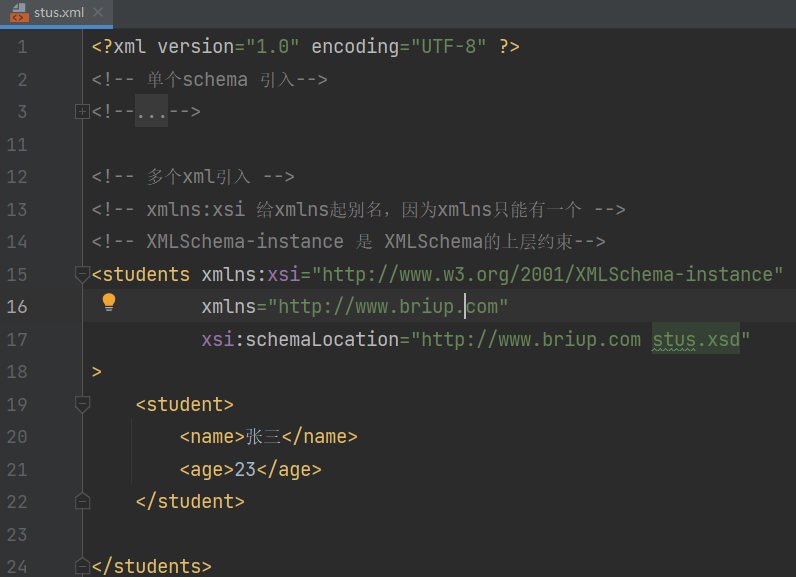 stus.xml
1 <?xml version="1.0" encoding="UTF-8" ?>
2 <!-- 单个schema 引入-->
3 <!--...-->
11
12 <!-- 多个xml引入 -->
13 <!-- xmlns:xsi 给xmlns起别名，因为xmlns只能有一个 -->
14 <!-- XMLSchema-instance 是 XMLSchema的上层约束-->
15 <students xmlns:xsi="http://www.w3.org/2001/XMLSchema-instance"
16 xmlns="http://www.briup.com"
17 xsi:schemaLocation="http://www.briup.com stus.xsd"
18 >
19 <student>
20 <name>张三</name>
21 <age>23</age>
22 </student>
23
24 </students>